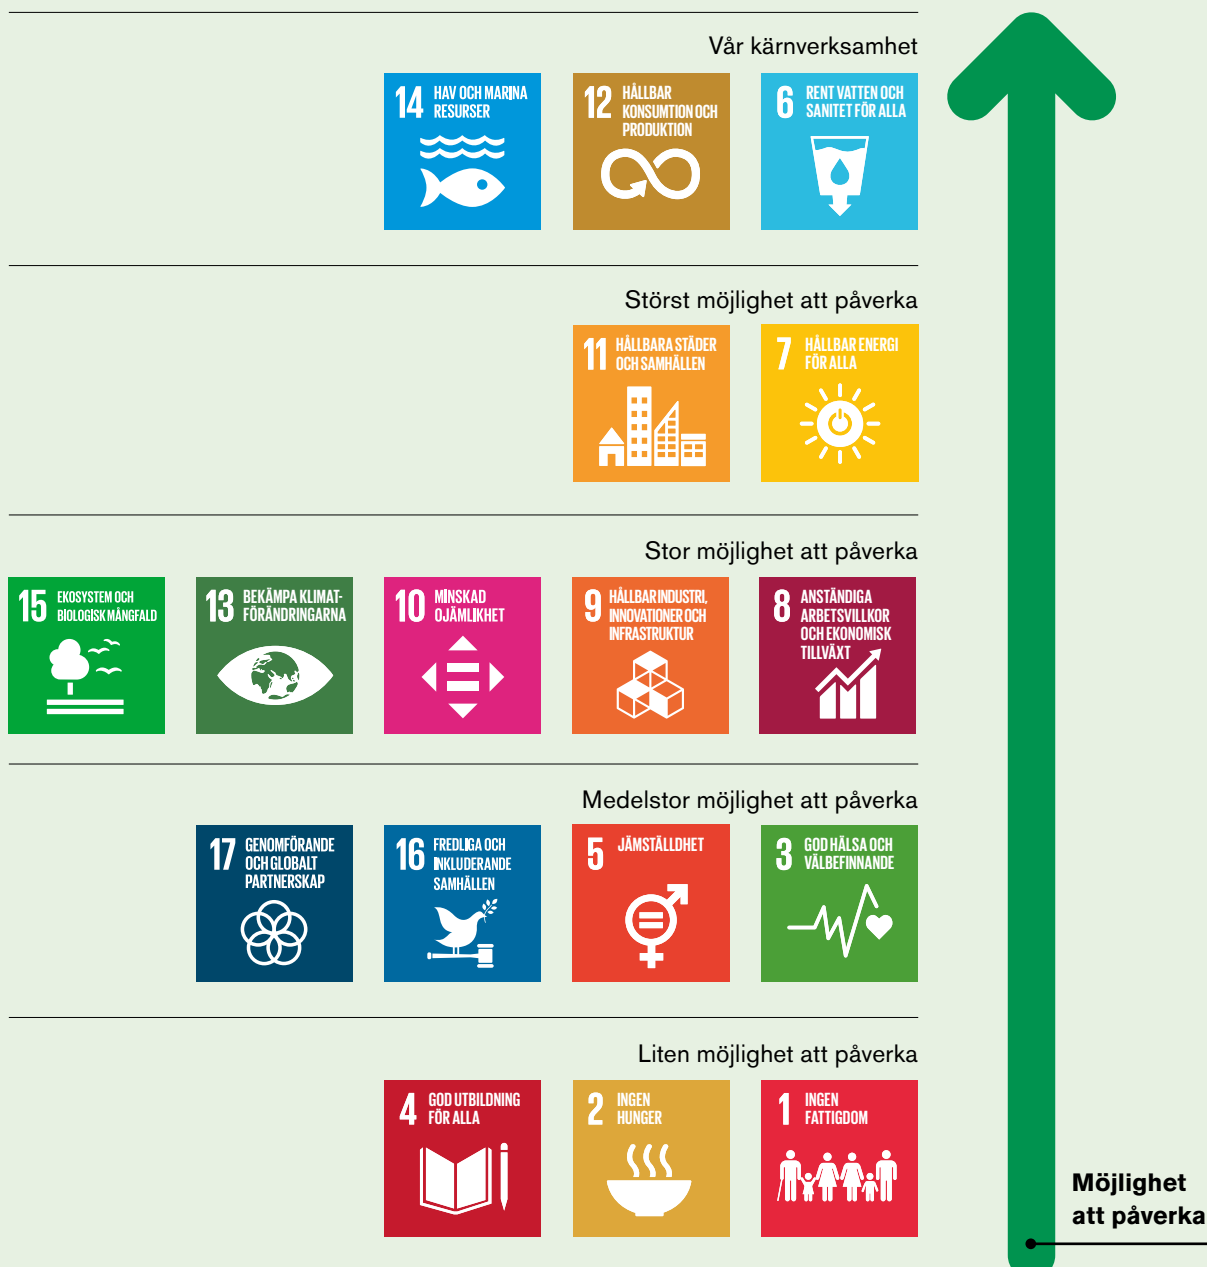 Vår kärnverksamhet
14 HAV OCH MARINA
RESURSER
12 HÅLLBAR
KONSUMTION OCH
PRODUKTION
6 RENT VATTEN OCH
SANITET FÖR ALLA
Störst möjlighet att påverka
11 HÅLLBARA STÄDER
OCH SAMHÄLLEN
7 HÅLLBAR ENERGI
FÖR ALLA
Stor möjlighet att påverka
15 EKOSYSTEM OCH
BIOLOGISK MÅNGFALD
13 BEKÄMPA KLIMAT-
FÖRÄNDRINGARNA
10 MINSKAD
OJÄMLIKHET
9 HÅLLBAR INDUSTRI,
INNOVATIONER OCH
INFRASTRUKTUR
8 ANSTÄNDIGA
ARBETSVILLKOR
OCH EKONOMISK
TILLVÄXT
Medelstor möjlighet att påverka
17 GENOMFÖRANDE
OCH GLOBALT
PARTNERSKAP
16 FREDLIGA OCH
INKLUDERANDE
SAMHÄLLEN
5 JÄMSTÄLLDHET
3 GOD HÄLSA OCH
VÄLBEFINNANDE
Liten möjlighet att påverka
4 GOD UTBILDNING
FÖR ALLA
2 INGEN
HUNGER
1 INGEN
FATTIGDOM
Möjlighet
att påverka